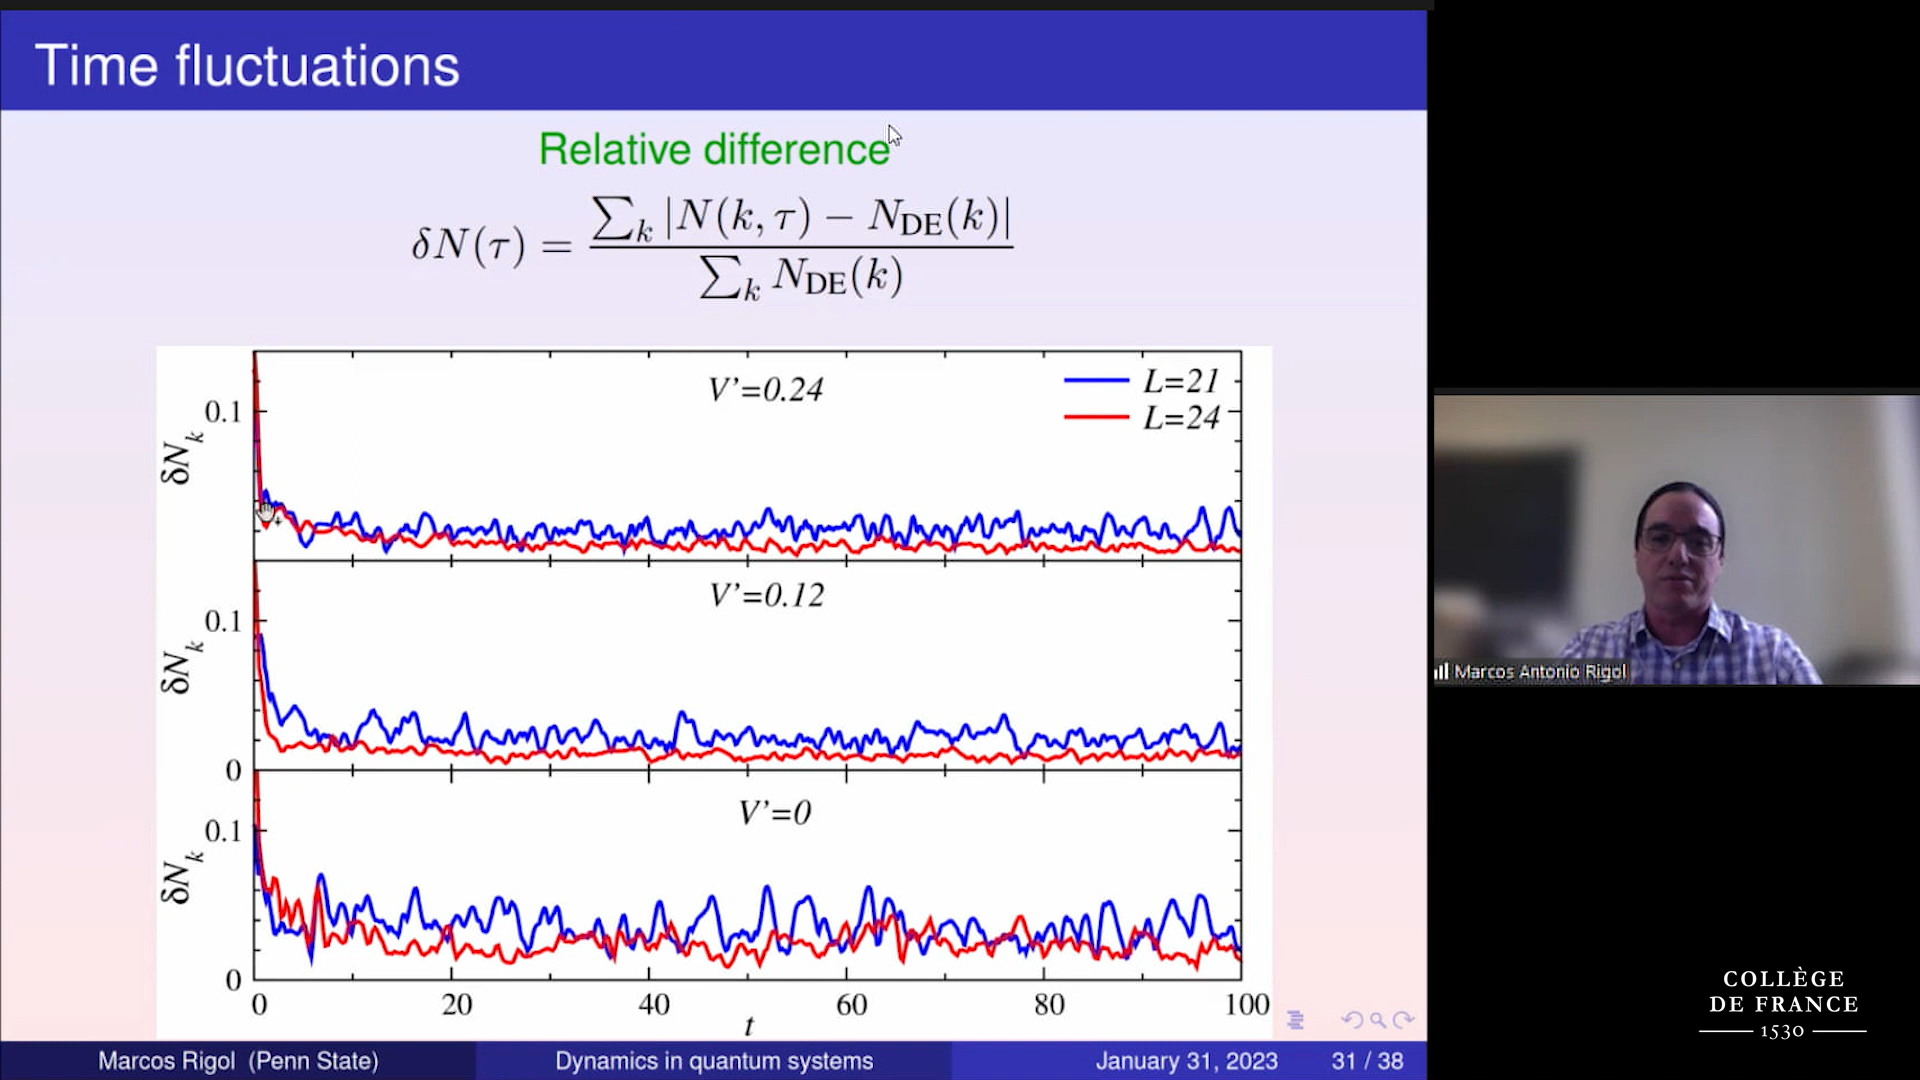 Time fluctuations
Relative difference
δN(τ) = ∑k |N(k, τ) − NDE(k)| / ∑k NDE(k)
V'=0.24
L=21
L=24
0.1
δNk
V'=0.12
0.1
δNk
0
V'=0
0.1
δNk
0
0 20 40 60 80 100
t
Marcos Rigol (Penn State) Dynamics in quantum systems January 31, 2023 31 / 38
Marcos Antonio Rigol
COLLÈGE
DE FRANCE
1530